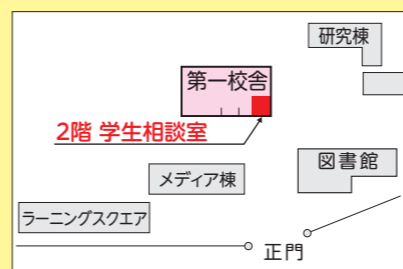 研究棟
第一校舎
2階 学生相談室
図書館
メディア棟
ラーニングスクエア
正門